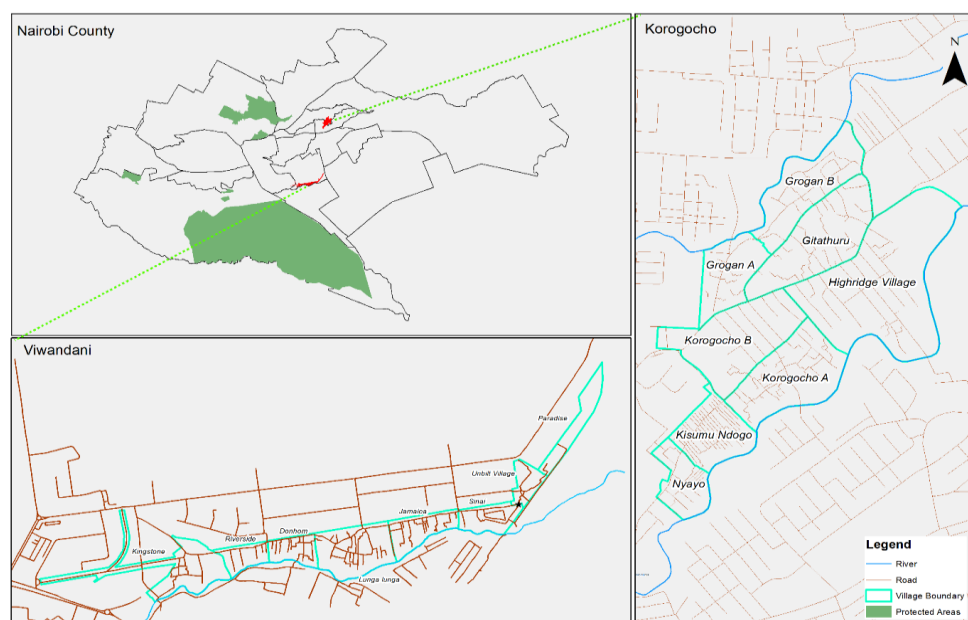 Nairobi County
Korogocho
N
Grogan B
Gitathuru
Grogan A
Highridge Village
Korogocho B
Korogocho A
Kisumu Ndogo
Nyayo
Viwandani
Paradise
Unbilt Village
Sinai
Jamaica
Donhom
Riverside
Kingstone
Lunga lunga
Legend
River
Road
Village Boundary
Protected Areas